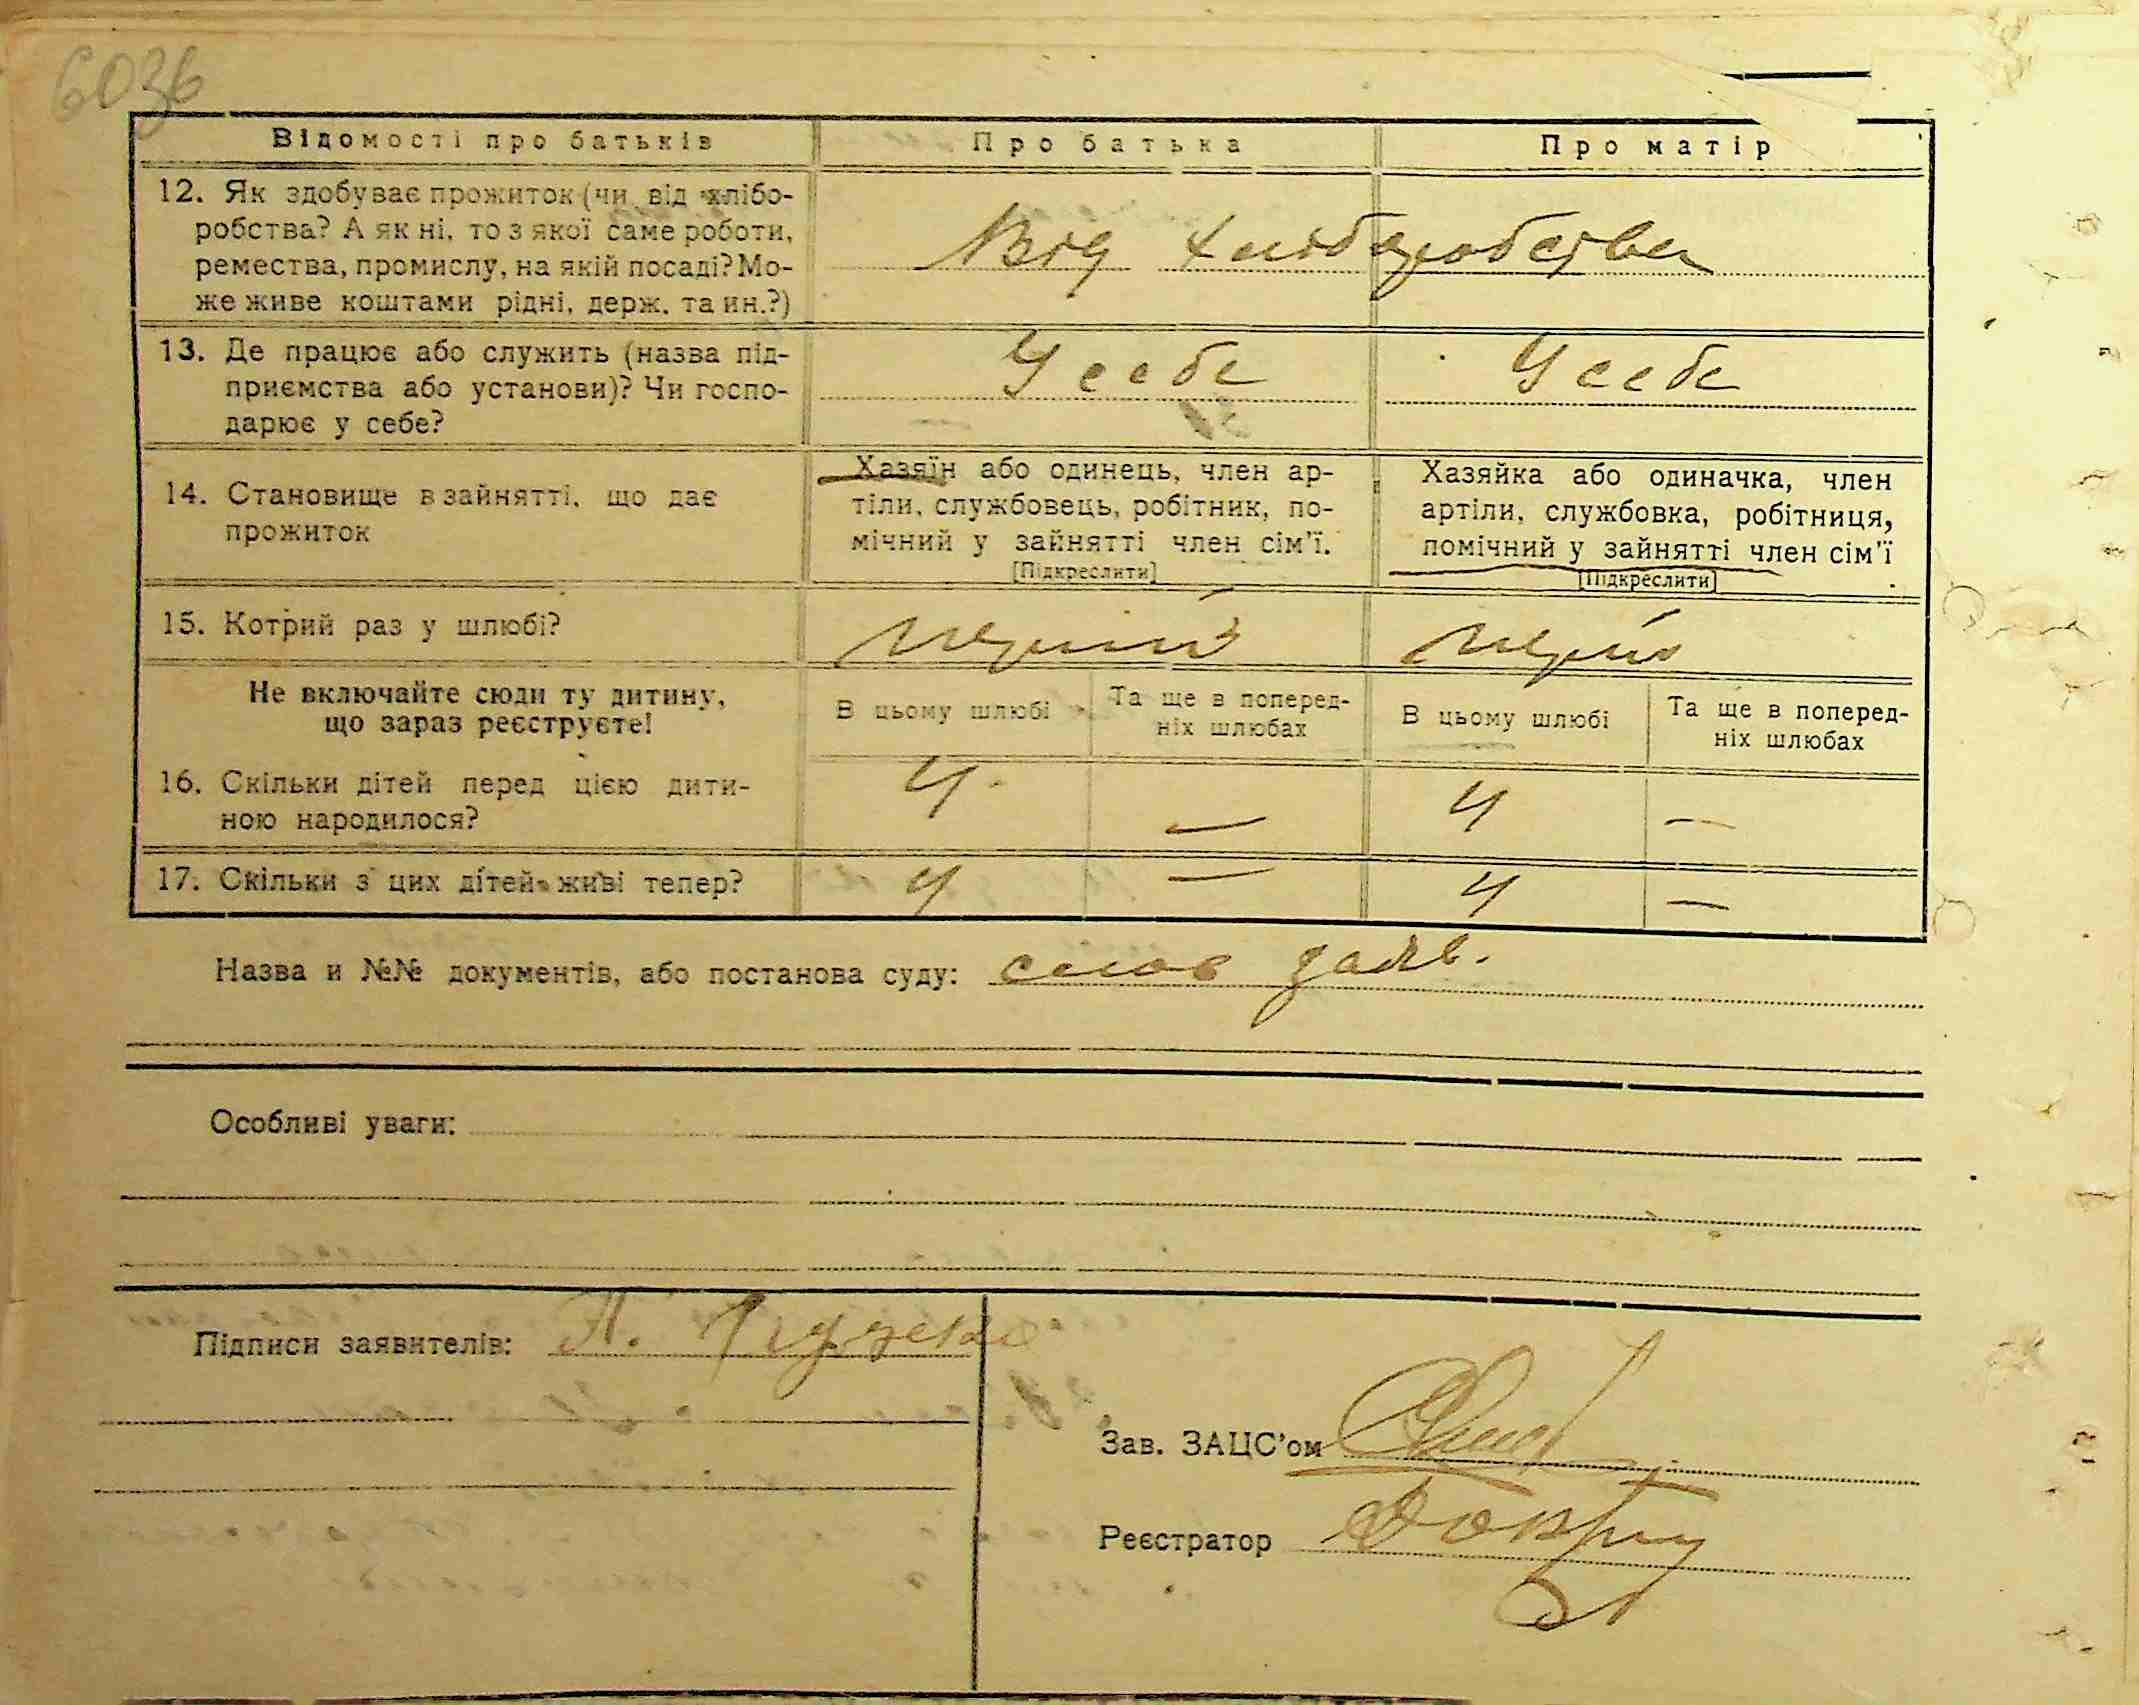 603б
Відомості про батьків
Про батька
Про матір
12. Як здобуває прожиток (чи від хлібо-
робства? А як ні, то з якої саме роботи,
ремества, промислу, на якій посаді? Мо-
же живе коштами рідні, держ. та ин.?)
Від хліборобства
13. Де працює або служить (назва під-
приємства або установи)? Чи госпо-
дарює у себе?
У себе
У себе
14. Становище в зайнятті, що дає
прожиток
Хазяїн або одинець, член ар-
тіли, службовець, робітник, по-
мічний у зайнятті член сім'ї.
[Підкреслити]
Хазяйка або одиначка, член
артіли, службовка, робітниця,
помічний у зайнятті член сім'ї
[Підкреслити]
15. Котрий раз у шлюбі?
Не включайте сюди ту дитину,
що зараз реєструєте!
В цьому шлюбі
Та ще в поперед-
ніх шлюбах
В цьому шлюбі
Та ще в поперед-
ніх шлюбах
16. Скільки дітей перед цією дити-
ною народилося?
4 — 4 —
17. Скільки з цих дітей живі тепер?
4 — 4 —
Назва и №№ документів, або постанова суду:
Особливі уваги:
Підписи заявителів:
Зав. ЗАЦС'ом
Реєстратор